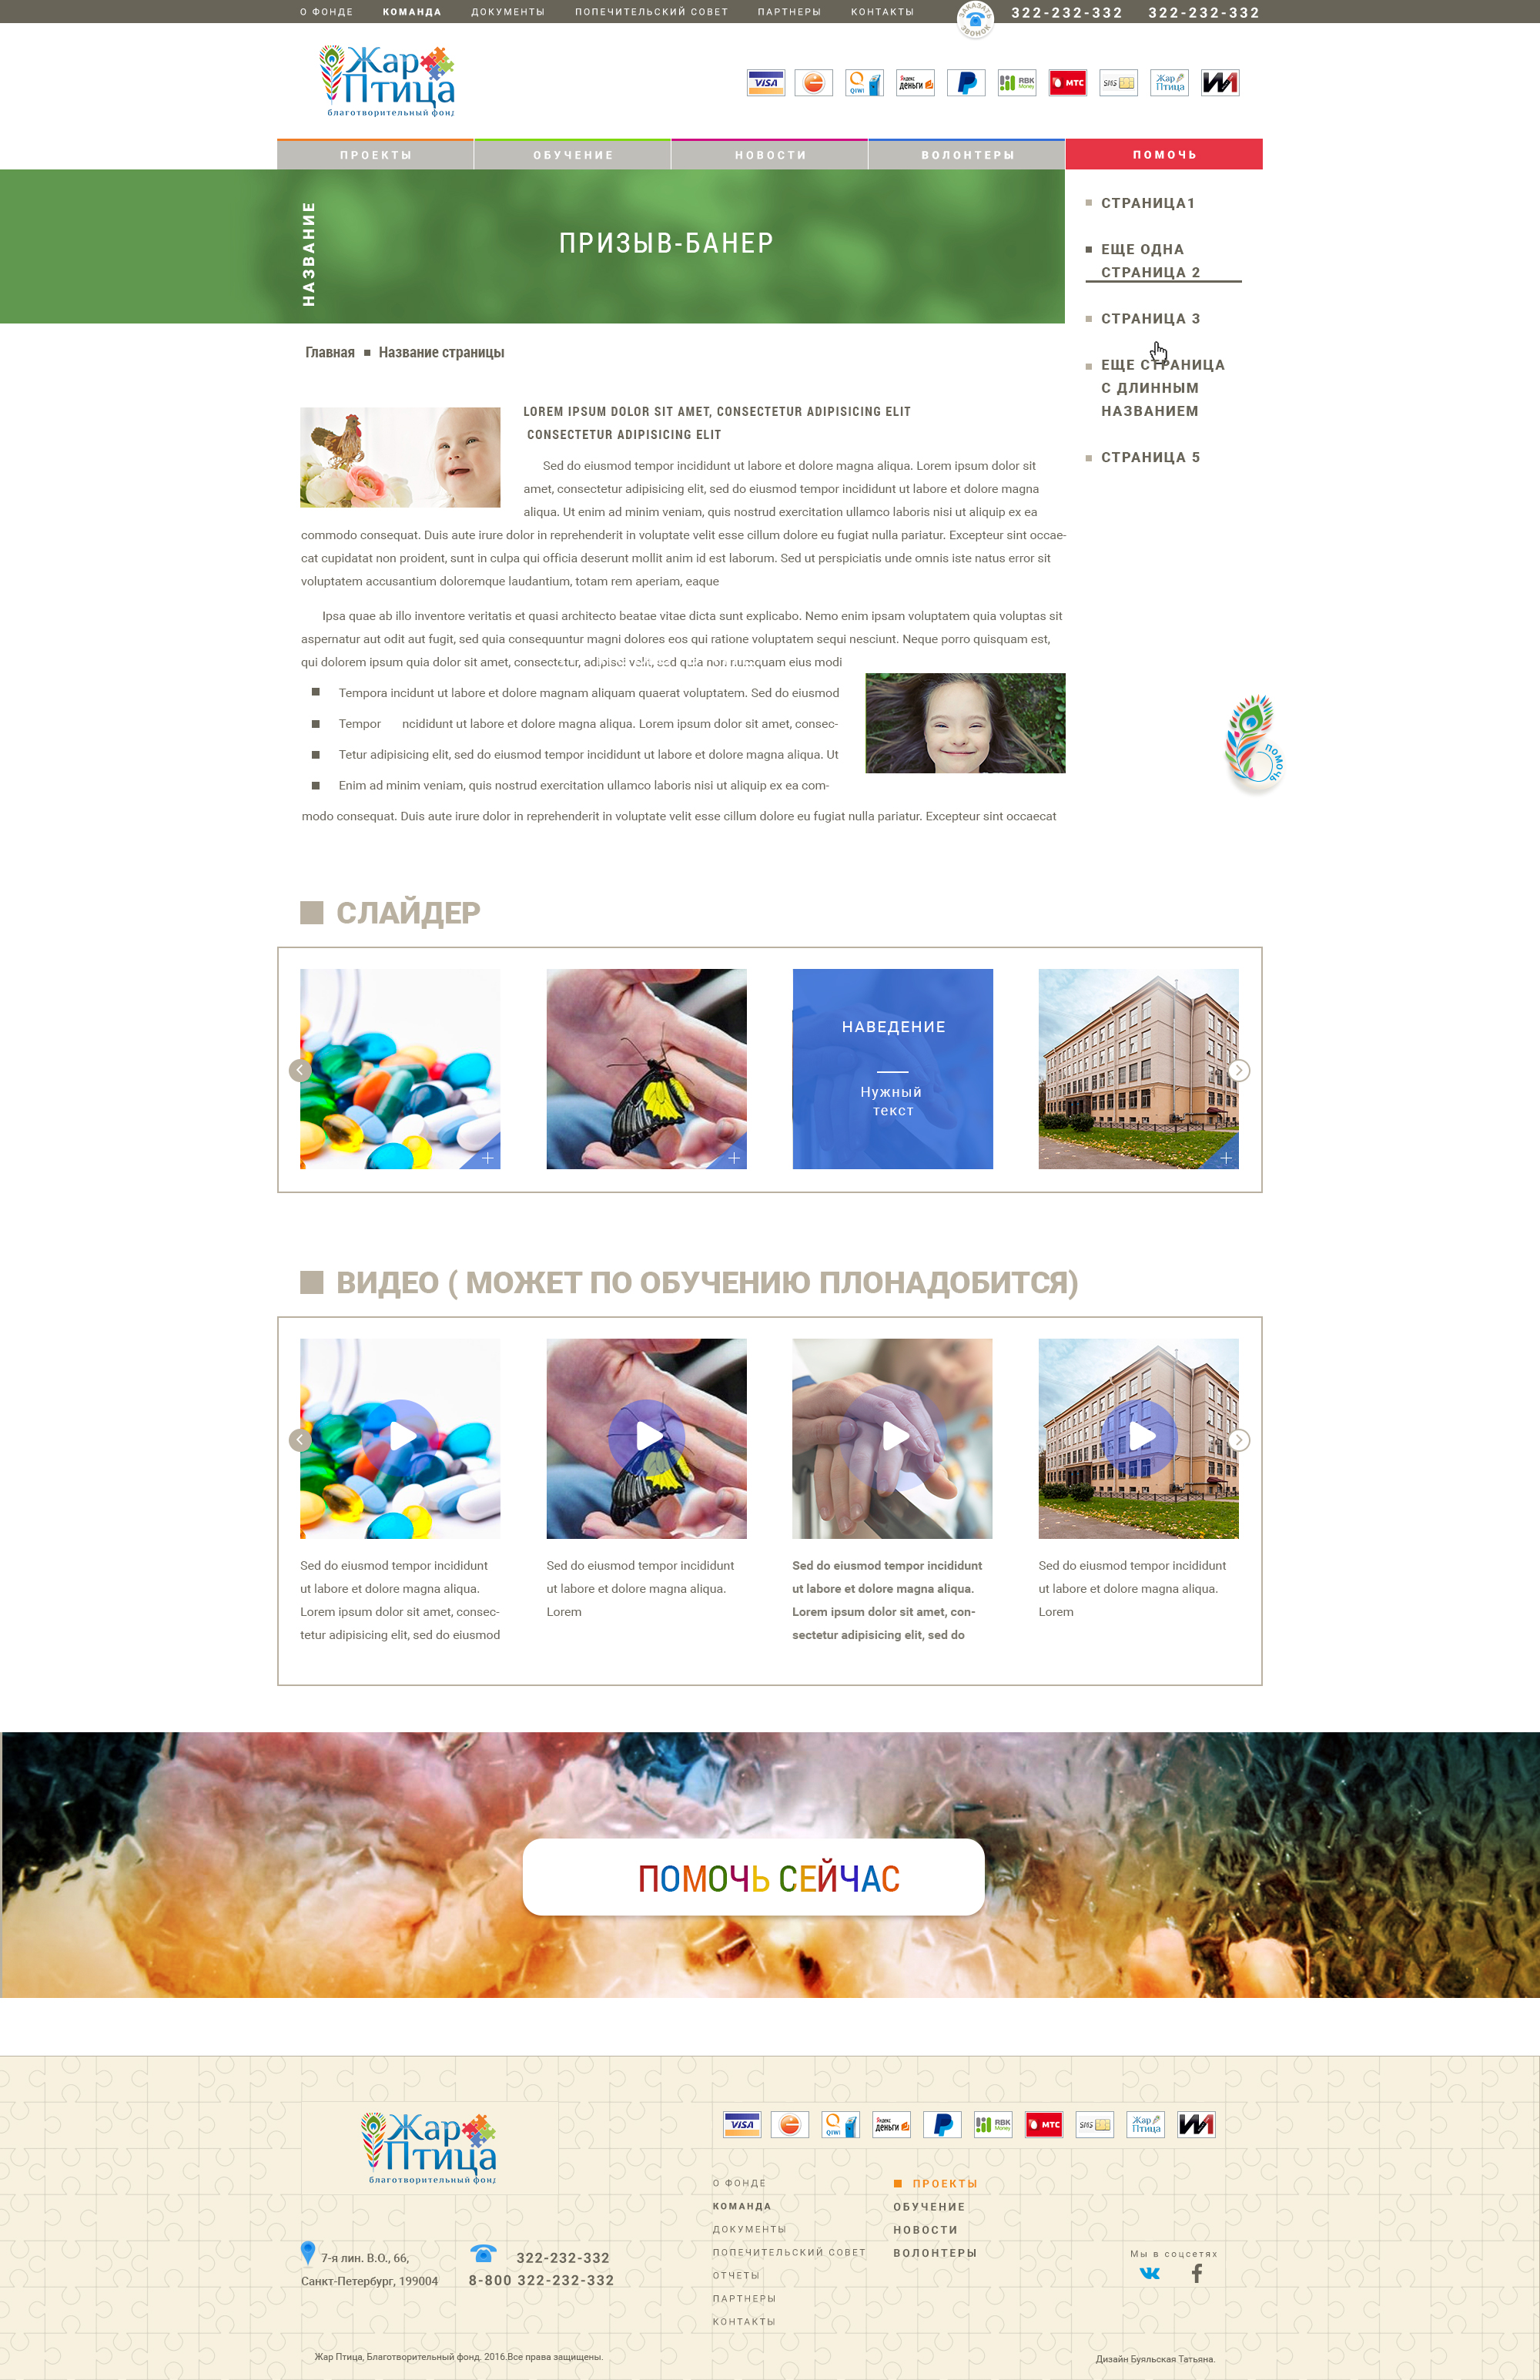 О ФОНДЕ КОМАНДА ДОКУМЕНТЫ ПОПЕЧИТЕЛЬСКИЙ СОВЕТ ПАРТНЕРЫ КОНТАКТЫ ЗАКАЗАТЬ ЗВОНОК 322-232-332 322-232-332
Жар Птица
благотворительный фонд
VISA QIWI Яндекс деньги RBK Money МТС SMS Жар Птица
ПРОЕКТЫ ОБУЧЕНИЕ НОВОСТИ ВОЛОНТЕРЫ ПОМОЧЬ
НАЗВАНИЕ
ПРИЗЫВ-БАНЕР
СТРАНИЦА1
ЕЩЕ ОДНА
СТРАНИЦА 2
СТРАНИЦА 3
ЕЩЕ СТРАНИЦА
С ДЛИННЫМ
НАЗВАНИЕМ
СТРАНИЦА 5
Главная Название страницы
LOREM IPSUM DOLOR SIT AMET, CONSECTETUR ADIPISICING ELIT
CONSECTETUR ADIPISICING ELIT
Sed do eiusmod tempor incididunt ut labore et dolore magna aliqua. Lorem ipsum dolor sit
amet, consectetur adipisicing elit, sed do eiusmod tempor incididunt ut labore et dolore magna
aliqua. Ut enim ad minim veniam, quis nostrud exercitation ullamco laboris nisi ut aliquip ex ea
commodo consequat. Duis aute irure dolor in reprehenderit in voluptate velit esse cillum dolore eu fugiat nulla pariatur. Excepteur sint occae-
cat cupidatat non proident, sunt in culpa qui officia deserunt mollit anim id est laborum. Sed ut perspiciatis unde omnis iste natus error sit
voluptatem accusantium doloremque laudantium, totam rem aperiam, eaque
Ipsa quae ab illo inventore veritatis et quasi architecto beatae vitae dicta sunt explicabo. Nemo enim ipsam voluptatem quia voluptas sit
aspernatur aut odit aut fugit, sed quia consequuntur magni dolores eos qui ratione voluptatem sequi nesciunt. Neque porro quisquam est,
qui dolorem ipsum quia dolor sit amet, consectetur, adipisci velit, sed quia non numquam eius modi
Tempora incidunt ut labore et dolore magnam aliquam quaerat voluptatem. Sed do eiusmod
Tempor ncididunt ut labore et dolore magna aliqua. Lorem ipsum dolor sit amet, consec-
Tetur adipisicing elit, sed do eiusmod tempor incididunt ut labore et dolore magna aliqua. Ut
Enim ad minim veniam, quis nostrud exercitation ullamco laboris nisi ut aliquip ex ea com-
modo consequat. Duis aute irure dolor in reprehenderit in voluptate velit esse cillum dolore eu fugiat nulla pariatur. Excepteur sint occaecat
ПОМОЧЬ
СЛАЙДЕР
НАВЕДЕНИЕ
Нужный
текст
ВИДЕО ( МОЖЕТ ПО ОБУЧЕНИЮ ПЛОНАДОБИТСЯ)
Sed do eiusmod tempor incididunt
ut labore et dolore magna aliqua.
Lorem ipsum dolor sit amet, consec-
tetur adipisicing elit, sed do eiusmod
Sed do eiusmod tempor incididunt
ut labore et dolore magna aliqua.
Lorem
Sed do eiusmod tempor incididunt
ut labore et dolore magna aliqua.
Lorem ipsum dolor sit amet, con-
sectetur adipisicing elit, sed do
Sed do eiusmod tempor incididunt
ut labore et dolore magna aliqua.
Lorem
ПОМОЧЬ СЕЙЧАС
Жар Птица
благотворительный фонд
VISA QIWI Яндекс деньги RBK Money МТС SMS Жар Птица
7-я лин. В.О., 66,
Санкт-Петербург, 199004
322-232-332
8-800 322-232-332
О ФОНДЕ
КОМАНДА
ДОКУМЕНТЫ
ПОПЕЧИТЕЛЬСКИЙ СОВЕТ
ОТЧЕТЫ
ПАРТНЕРЫ
КОНТАКТЫ
ПРОЕКТЫ
ОБУЧЕНИЕ
НОВОСТИ
ВОЛОНТЕРЫ
Мы в соцсетях
Жар Птица, Благотворительный фонд. 2016.Все права защищены.
Дизайн Буяльская Татьяна.